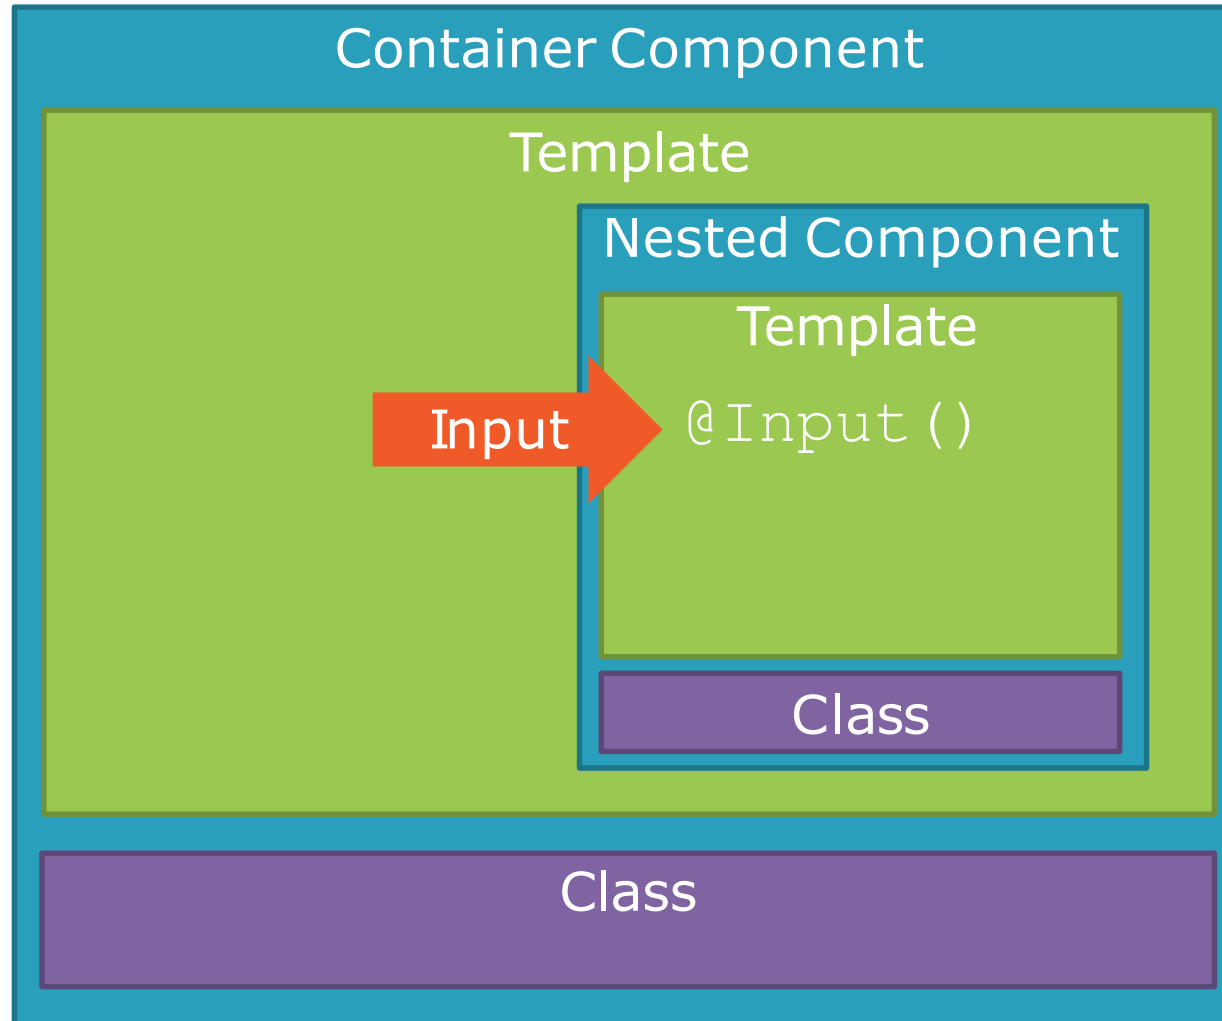 Container Component
Template
Nested Component
Template
Input
@Input()
Class
Class